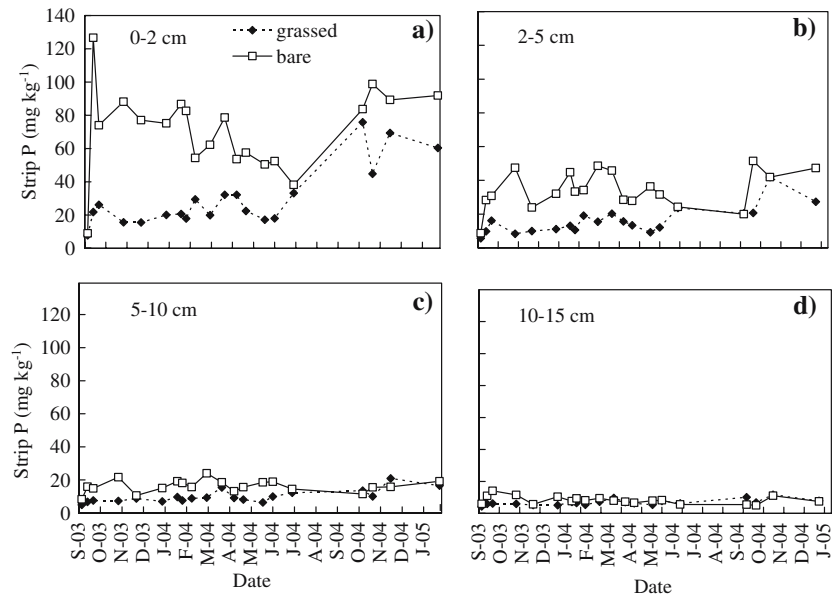 a)
0-2 cm
grassed
bare
140
120
100
80
60
40
20
0
Strip P (mg kg⁻¹)
b)
2-5 cm
c)
5-10 cm
120
100
80
60
40
20
0
Strip P (mg kg⁻¹)
S-03
O-03
N-03
D-03
J-04
F-04
M-04
A-04
M-04
J-04
J-04
A-04
S-04
O-04
N-04
D-04
J-05
Date
d)
10-15 cm
S-03
O-03
N-03
D-03
J-04
F-04
M-04
A-04
M-04
J-04
J-04
A-04
S-04
O-04
N-04
D-04
J-05
Date